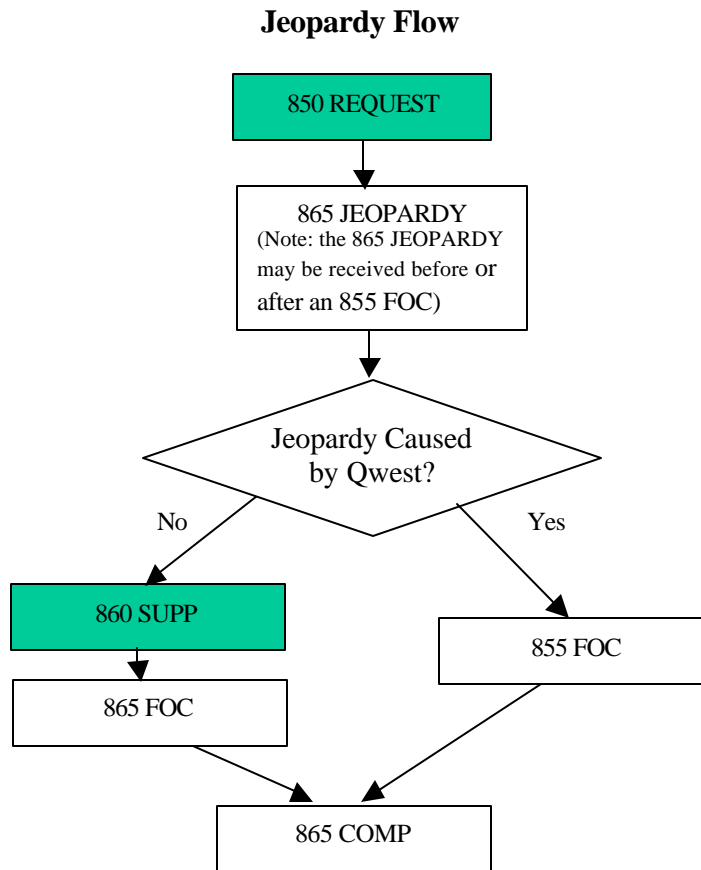 Jeopardy Flow
850 REQUEST
865 JEOPARDY
(Note: the 865 JEOPARDY
may be received before or
after an 855 FOC)
Jeopardy Caused
by Qwest?
No
Yes
860 SUPP
855 FOC
865 FOC
865 COMP